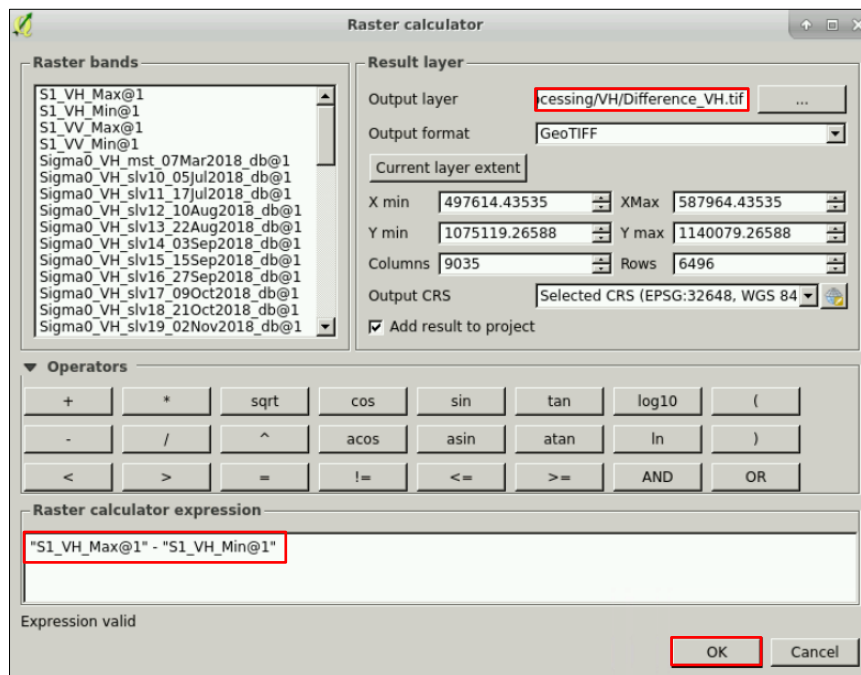 Raster calculator
Raster bands
S1_VH_Max@1
S1_VH_Min@1
S1_VV_Max@1
S1_VV_Min@1
Sigma0_VH_mst_07Mar2018_db@1
Sigma0_VH_slv10_05Jul2018_db@1
Sigma0_VH_slv11_17Jul2018_db@1
Sigma0_VH_slv12_10Aug2018_db@1
Sigma0_VH_slv13_22Aug2018_db@1
Sigma0_VH_slv14_03Sep2018_db@1
Sigma0_VH_slv15_15Sep2018_db@1
Sigma0_VH_slv16_27Sep2018_db@1
Sigma0_VH_slv17_09Oct2018_db@1
Sigma0_VH_slv18_21Oct2018_db@1
Sigma0_VH_slv19_02Nov2018_db@1
Result layer
Output layer ocessing/VH/Difference_VH.tif ...
Output format GeoTIFF
Current layer extent
X min 497614.43535 XMax 587964.43535
Y min 1075119.26588 Y max 1140079.26588
Columns 9035 Rows 6496
Output CRS Selected CRS (EPSG:32648, WGS 84
Add result to project
Operators
+ * sqrt cos sin tan log10 (
- / ^ acos asin atan ln )
< > = != <= >= AND OR
Raster calculator expression
"S1_VH_Max@1" - "S1_VH_Min@1"
Expression valid
OK Cancel